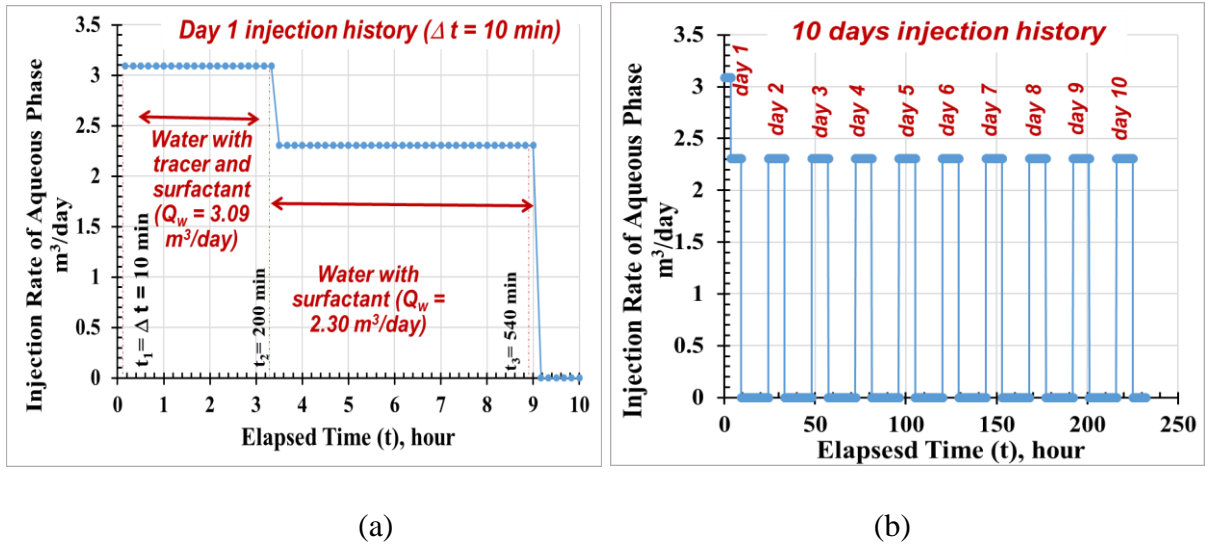 Day 1 injection history (Δ t = 10 min)
Injection Rate of Aqueous Phase
m³/day
3.5
3
2.5
2
1.5
1
0.5
0
Water with
tracer and
surfactant
(Q_w = 3.09
m³/day)
Water with
surfactant (Q_w =
2.30 m³/day)
t₁= Δ t = 10 min
t₂= 200 min
t₃= 540 min
0 1 2 3 4 5 6 7 8 9 10
Elapsed Time (t), hour
(a)
10 days injection history
Injection Rate of Aqueous Phase
m³/day
3.5
3
2.5
2
1.5
1
0.5
0
day 1
day 2
day 3
day 4
day 5
day 6
day 7
day 8
day 9
day 10
0 50 100 150 200 250
Elapsesd Time (t), hour
(b)